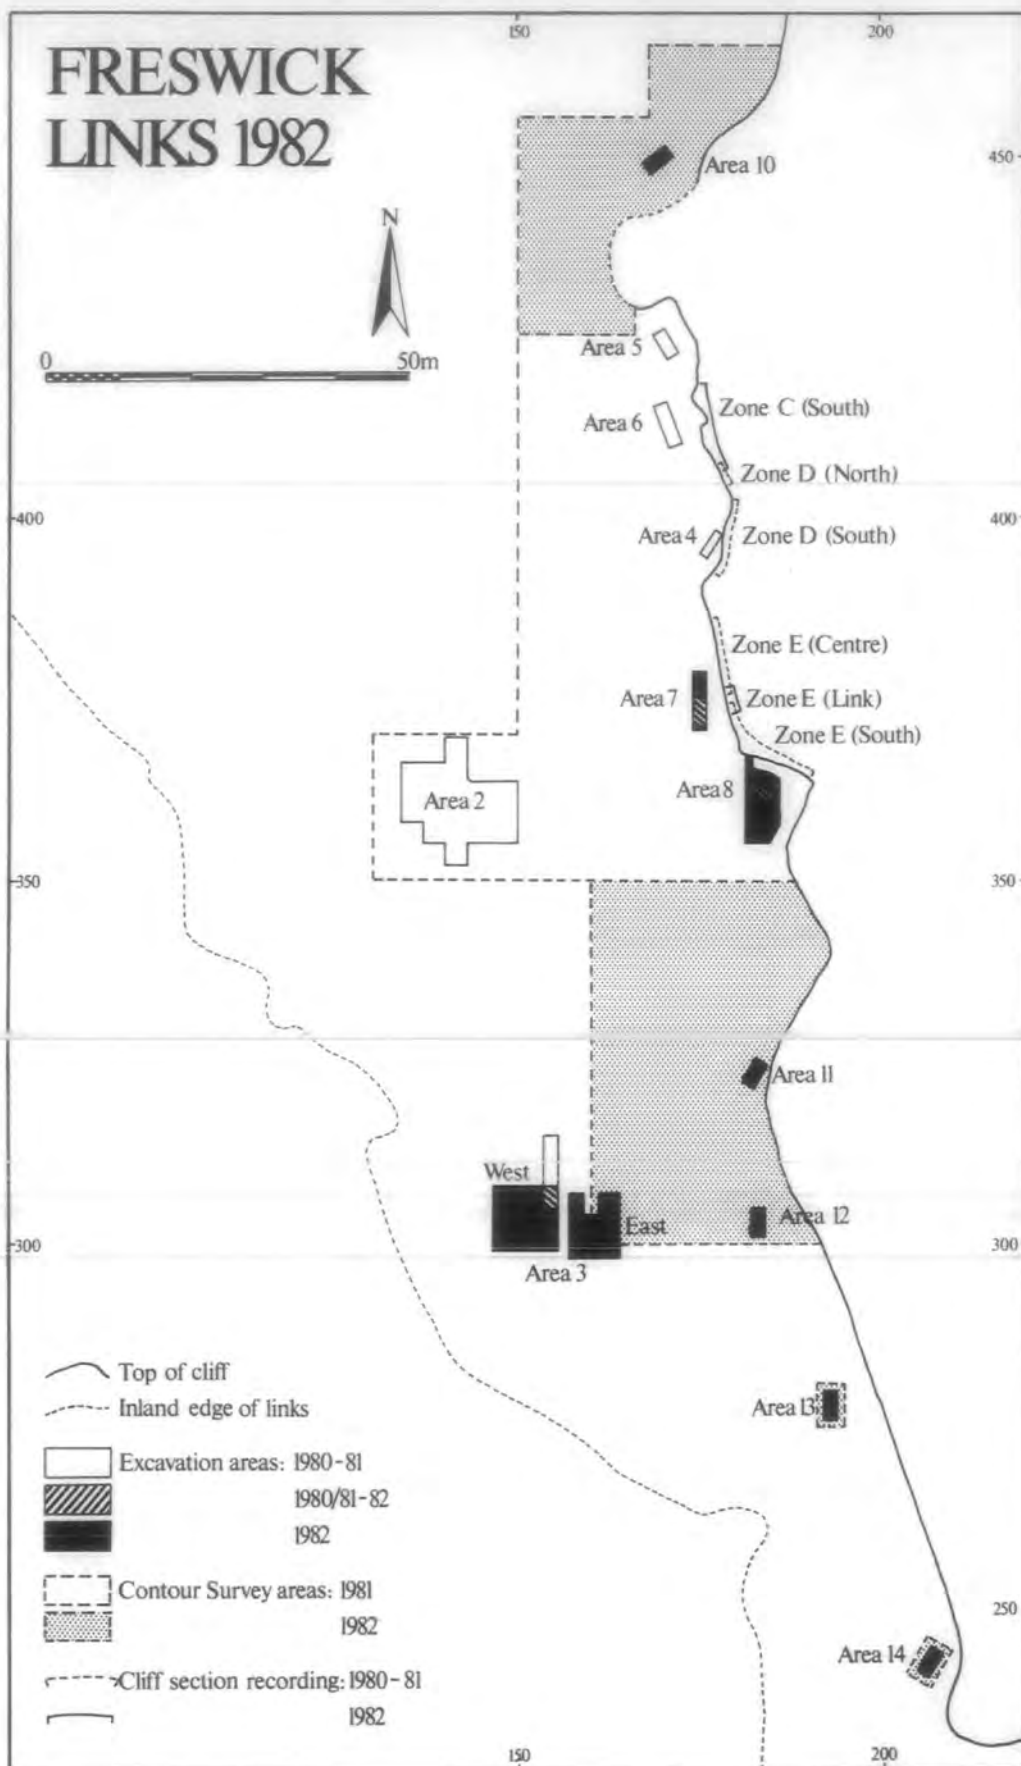 150
200
FRESWICK
LINKS 1982
450
Area 10
N
0
50m
Area 5
Zone C (South)
Area 6
Zone D (North)
400
400
Area 4
Zone D (South)
Zone E (Centre)
Area 7
Zone E (Link)
Zone E (South)
Area 8
Area 2
350
350
Area 11
West
Area 12
East
300
300
Area 3
Top of cliff
Inland edge of links
Area 13
Excavation areas: 1980-81
1980/81-82
1982
Contour Survey areas: 1981
1982
250
Area 14
Cliff section recording: 1980-81
1982
150
200